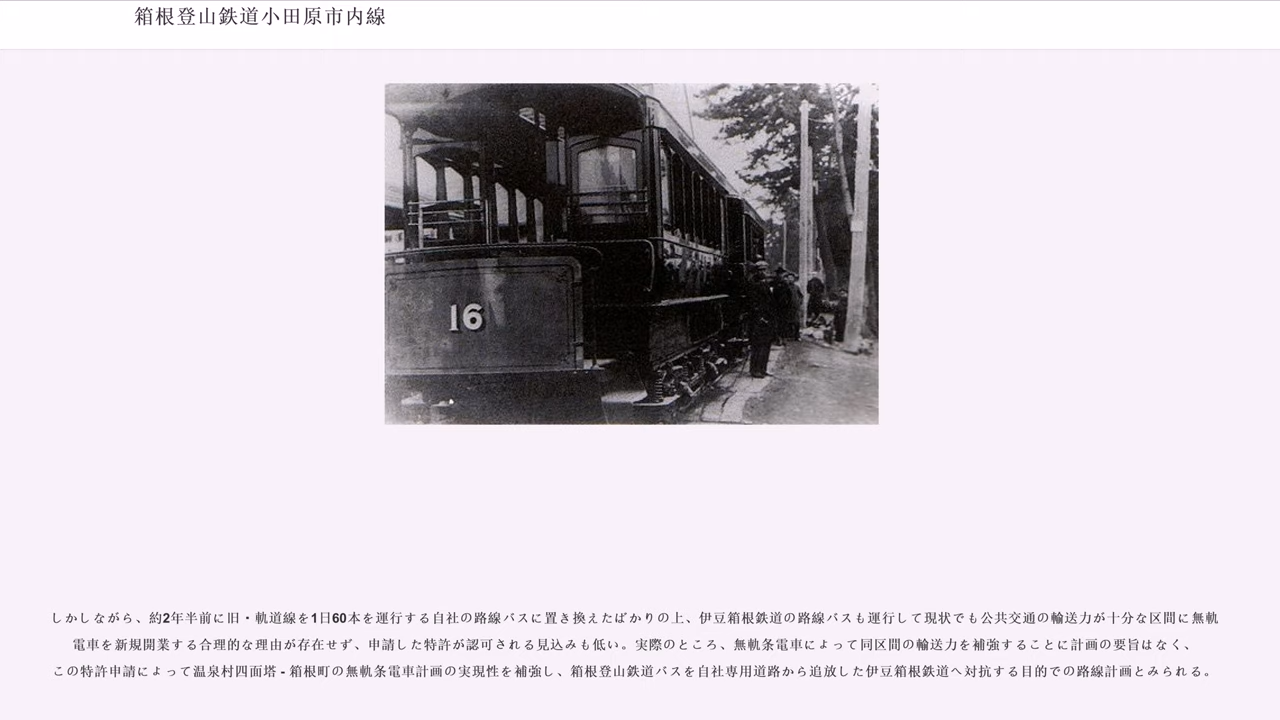 箱根登山鉄道小田原市内線
16
しかしながら、約2年半前に旧・軌道線を1日60本を運行する自社の路線バスに置き換えたばかりの上、伊豆箱根鉄道の路線バスも運行して現状でも公共交通の輸送力が十分な区間に無軌
電車を新規開業する合理的な理由が存在せず、申請した特許が認可される見込みも低い。実際のところ、無軌条電車によって同区間の輸送力を補強することに計画の要旨はなく、
この特許申請によって温泉村四面塔 - 箱根町の無軌条電車計画の実現性を補強し、箱根登山鉄道バスを自社専用道路から追放した伊豆箱根鉄道へ対抗する目的での路線計画とみられる。